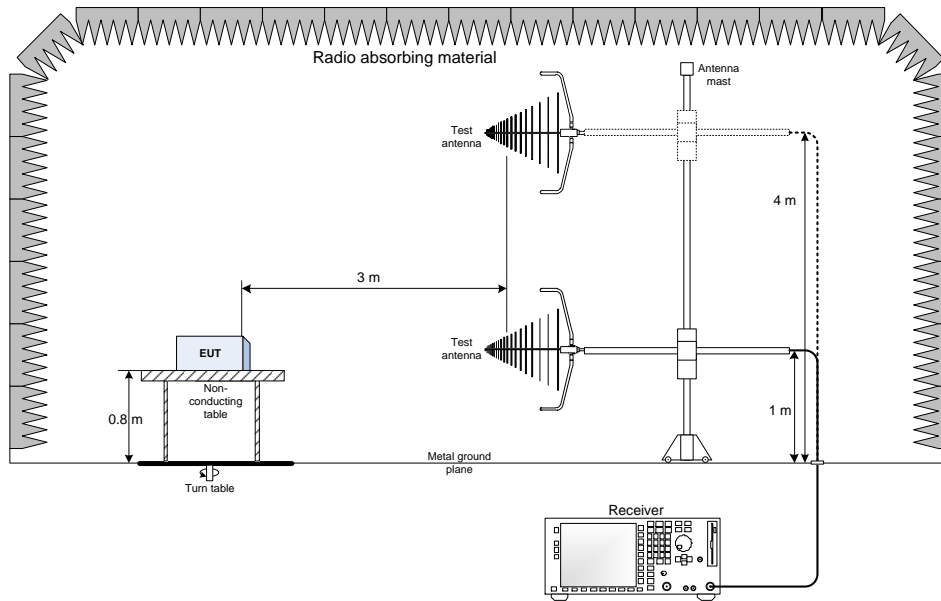 Radio absorbing material
Antenna
mast
Test
antenna
4 m
3 m
Test
antenna
EUT
Non-
conducting table
0.8 m
1 m
Metal ground
plane
Turn table
Receiver